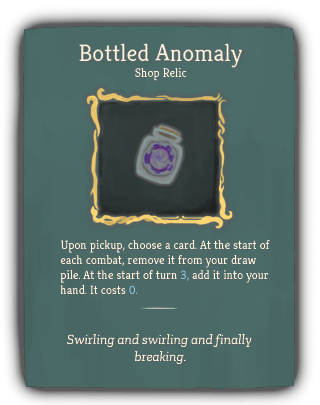 Bottled Anomaly
Shop Relic
Upon pickup, choose a card. At the start of
each combat, remove it from your draw
pile. At the start of turn 3, add it into your
hand. It costs 0.
Swirling and swirling and finally
breaking.